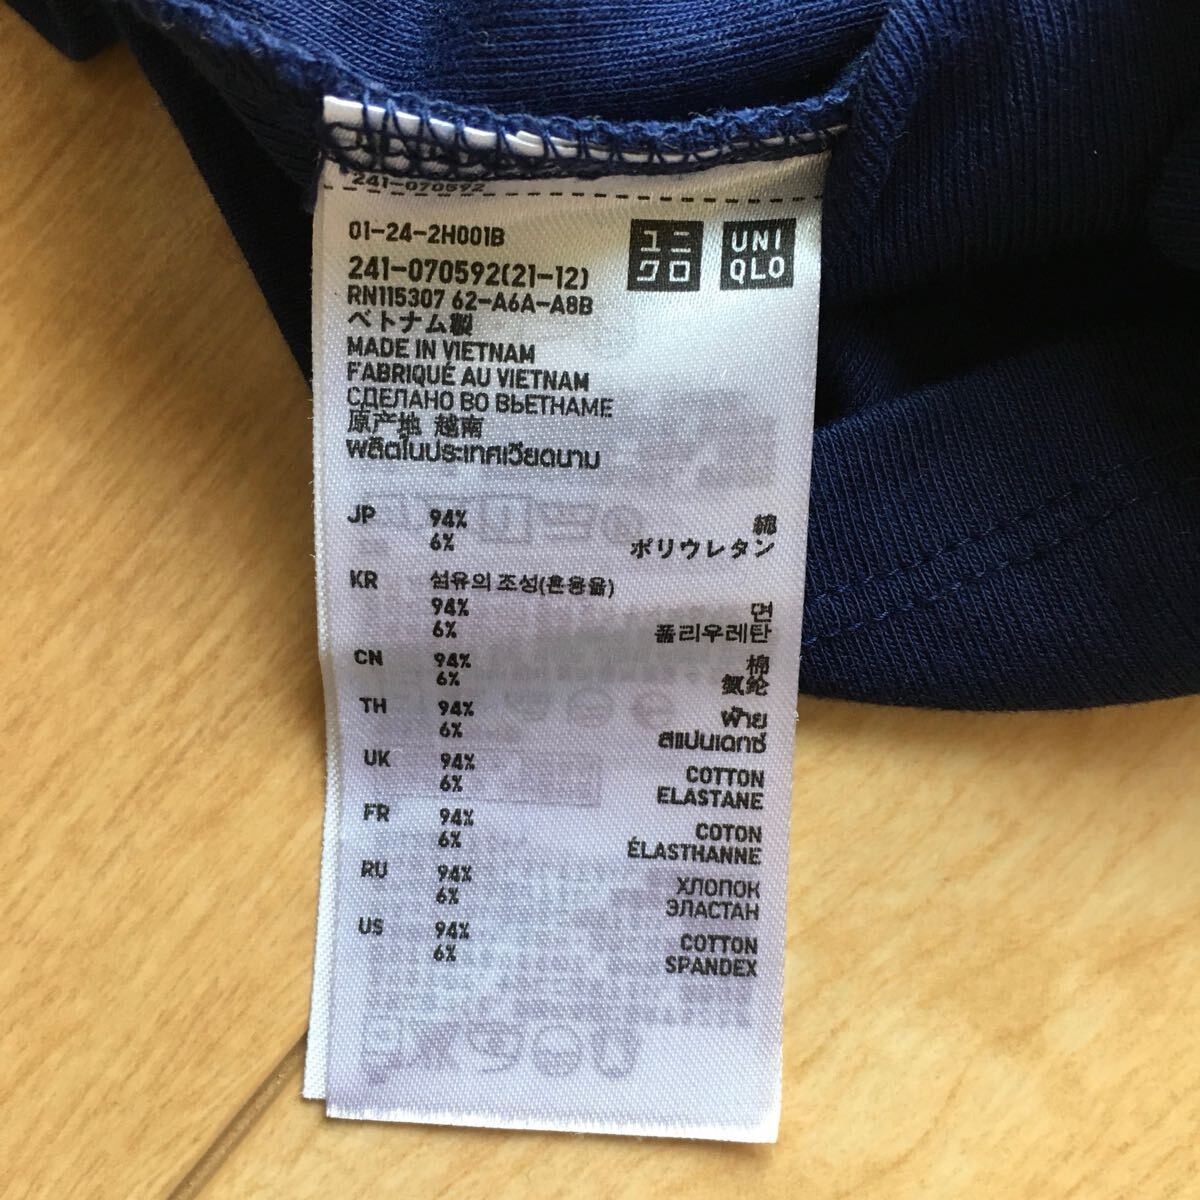 241-070592
01-24-2H001B
ユニ
クロ
UNI
QLO
241-070592(21-12)
RN115307 62-A6A-A8B
ベトナム製
MADE IN VIETNAM
FABRIQUÉ AU VIETNAM
СДЕЛАНО ВО ВЬЕТНАМЕ
原产地 越南
ผลิตในประเทศเวียดนาม
JP 94% 綿
6% ポリウレタン
KR 섬유의 조성(혼용율)
94% 면
6% 폴리우레탄
CN 94% 棉
6% 氨纶
TH 94% ฝ้าย
6% สแปนเดกซ์
UK 94% COTTON
6% ELASTANE
FR 94% COTON
6% ÉLASTHANNE
RU 94% ХЛОПОК
6% ЭЛАСТАН
US 94% COTTON
6% SPANDEX